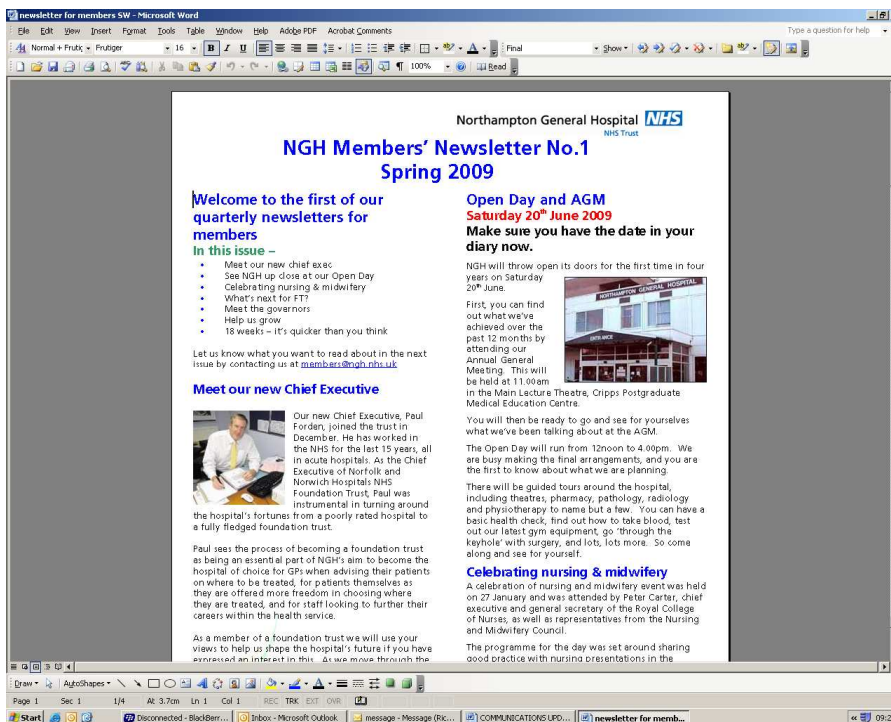 newsletter for members SW - Microsoft Word
File Edit View Insert Format Tools Table Window Help Adobe PDF Acrobat Comments
Type a question for help
Normal + Frutig Frutiger 16 B I U Final Show
100% Read
Northampton General Hospital NHS
NHS Trust
NGH Members' Newsletter No.1
Spring 2009
Welcome to the first of our
quarterly newsletters for
members
In this issue –
• Meet our new chief exec
• See NGH up close at our Open Day
• Celebrating nursing & midwifery
• What's next for FT?
• Meet the governors
• Help us grow
• 18 weeks – it's quicker than you think
Let us know what you want to read about in the next
issue by contacting us at members@ngh.nhs.uk
Meet our new Chief Executive
Our new Chief Executive, Paul
Forden, joined the trust in
December. He has worked in
the NHS for the last 15 years, all
in acute hospitals. As the Chief
Executive of Norfolk and
Norwich Hospitals NHS
Foundation Trust, Paul was
instrumental in turning around
the hospital's fortunes from a poorly rated hospital to
a fully fledged foundation trust.
Paul sees the process of becoming a foundation trust
as being an essential part of NGH's aim to become the
hospital of choice for GPs when advising their patients
on where to be treated, for patients themselves as
they are offered more freedom in choosing where
they are treated, and for staff looking to further their
careers within the health service.
As a member of a foundation trust we will use your
views to help us shape the hospital's future if you have
expressed an interest in this. As we move through the
Open Day and AGM
Saturday 20th June 2009
Make sure you have the date in your
diary now.
NGH will throw open its doors for the first time in four
years on Saturday
20th June.
NORTHAMPTON GENERAL HOSPITAL
ENTRANCE
First, you can find
out what we've
achieved over the
past 12 months by
attending our
Annual General
Meeting. This will
be held at 11.00am
in the Main Lecture Theatre, Cripps Postgraduate
Medical Education Centre.
You will then be ready to go and see for yourselves
what we've been talking about at the AGM.
The Open Day will run from 12noon to 4.00pm. We
are busy making the final arrangements, and you are
the first to know about what we are planning.
There will be guided tours around the hospital,
including theatres, pharmacy, pathology, radiology
and physiotherapy to name but a few. You can have a
basic health check, find out how to take blood, test
out our latest gym equipment, go 'through the
keyhole' with surgery, and lots, lots more. So come
along and see for yourself.
Celebrating nursing & midwifery
A celebration of nursing and midwifery event was held
on 27 January and was attended by Peter Carter, chief
executive and general secretary of the Royal College
of Nurses, as well as representatives from the Nursing
and Midwifery Council.
The programme for the day was set around sharing
good practice with nursing presentations in the
Draw AutoShapes
Page 1 Sec 1 1/4 At 3.7cm Ln 1 Col 1 REC TRK EXT OVR
Start Disconnected - BlackBerr... Inbox - Microsoft Outlook message - Message (Ric... COMMUNICATIONS UPD... newsletter for memb...